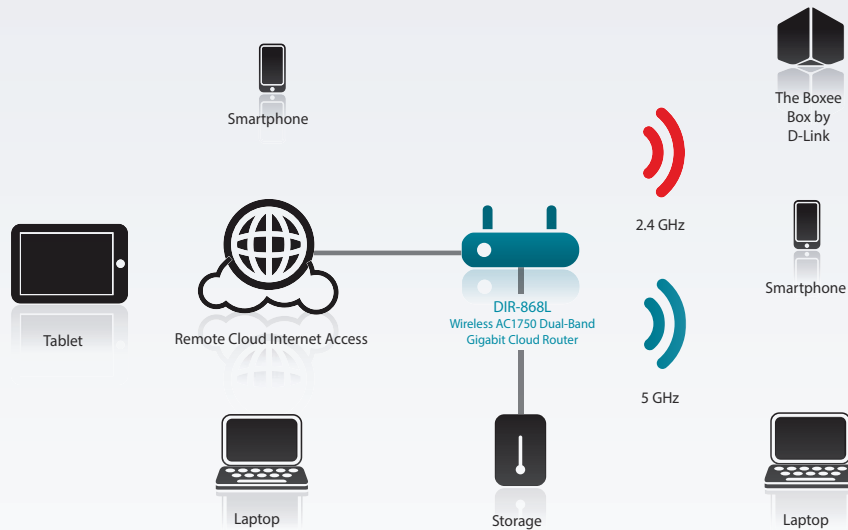 Smartphone
The Boxee
Box by
D-Link
2.4 GHz
Smartphone
DIR-868L
Wireless AC1750 Dual-Band
Gigabit Cloud Router
Tablet
Remote Cloud Internet Access
5 GHz
Laptop
Storage
Laptop